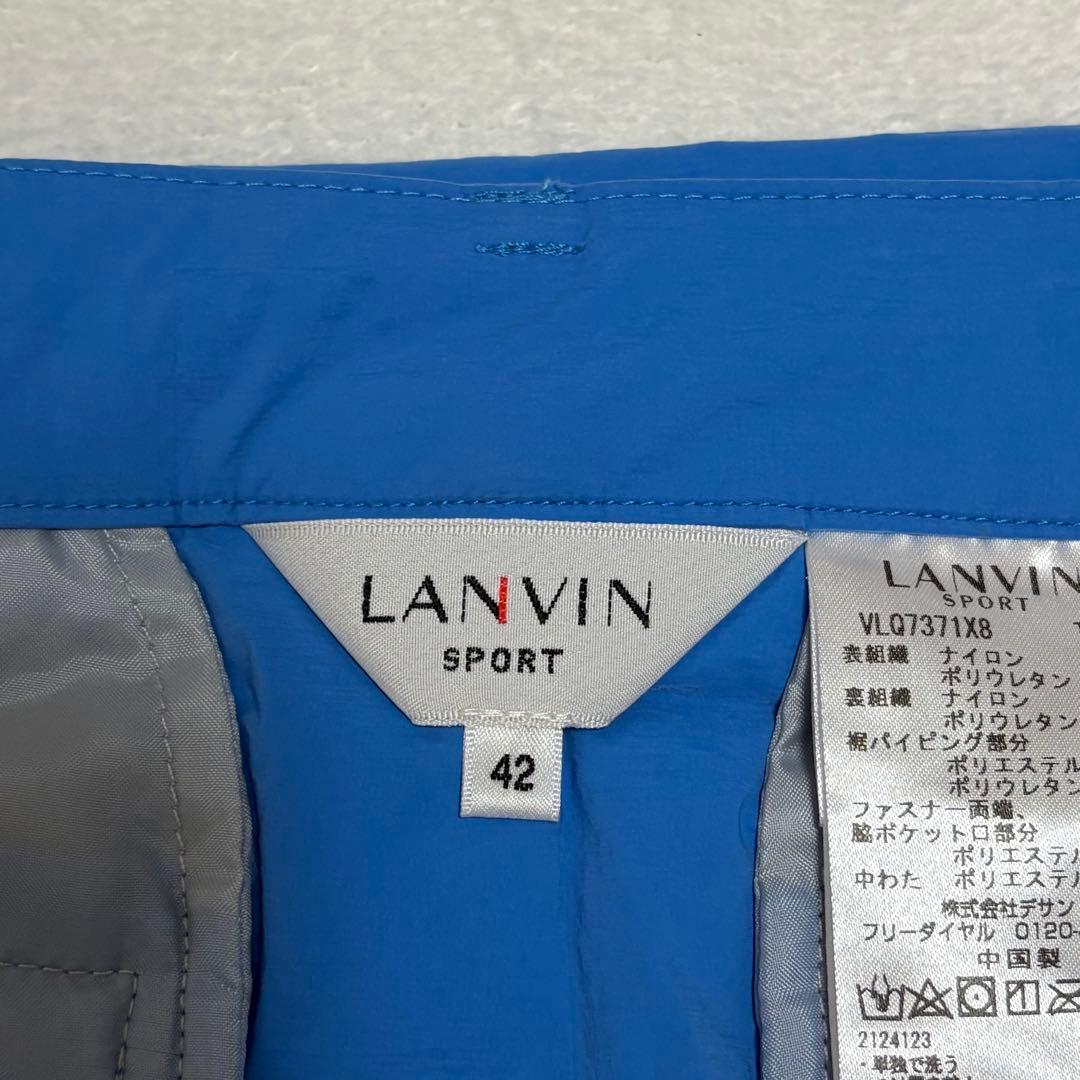 LANVIN
SPORT
42
LANVIN
SPORT
VLQ7371X8
表組織 ナイロン
ポリウレタン
裏組織 ナイロン
ポリウレタン
裾パイピング部分
ポリエステル
ポリウレタン
ファスナー両端、
脇ポケット口部分
ポリエステル
中わた ポリエステル
株式会社デサン
フリーダイヤル 0120-
中国製
2124123
・単独で洗う